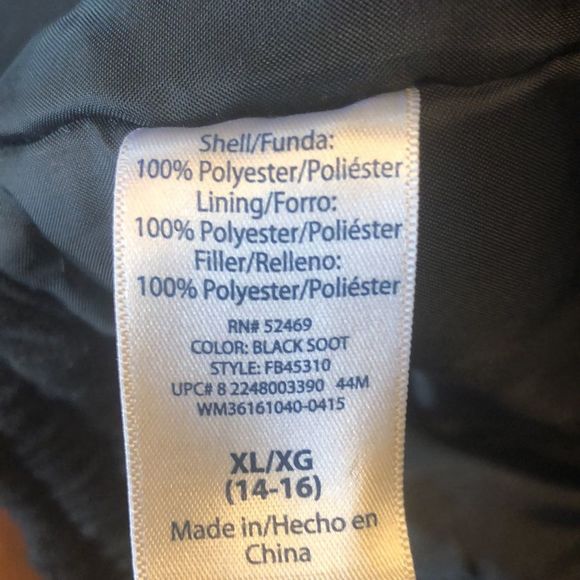 Shell/Funda:
100% Polyester/Poliéster
Lining/Forro:
100% Polyester/Poliéster
Filler/Relleno:
100% Polyester/Poliéster
RN# 52469
COLOR: BLACK SOOT
STYLE: FB45310
UPC# 8 2248003390 44M
WM36161040-0415
XL/XG
(14-16)
Made in/Hecho en
China